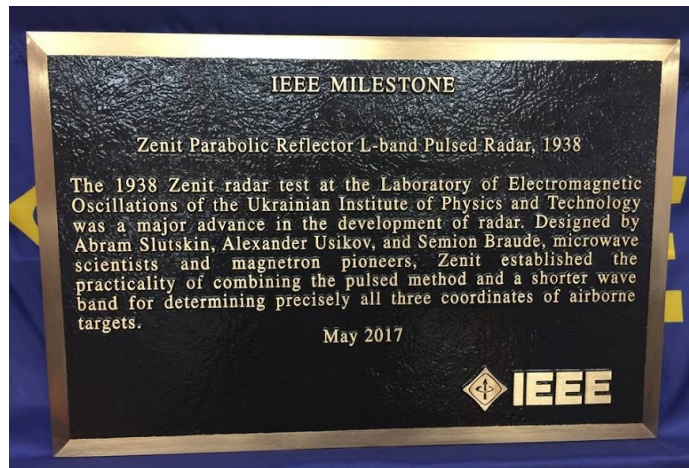 IEEE MILESTONE
Zenit Parabolic Reflector L-band Pulsed Radar, 1938
The 1938 Zenit radar test at the Laboratory of Electromagnetic
Oscillations of the Ukrainian Institute of Physics and Technology
was a major advance in the development of radar. Designed by
Abram Slutskin, Alexander Usikov, and Semion Braude, microwave
scientists and magnetron pioneers, Zenit established the
practicality of combining the pulsed method and a shorter wave
band for determining precisely all three coordinates of airborne
targets.
May 2017
IEEE